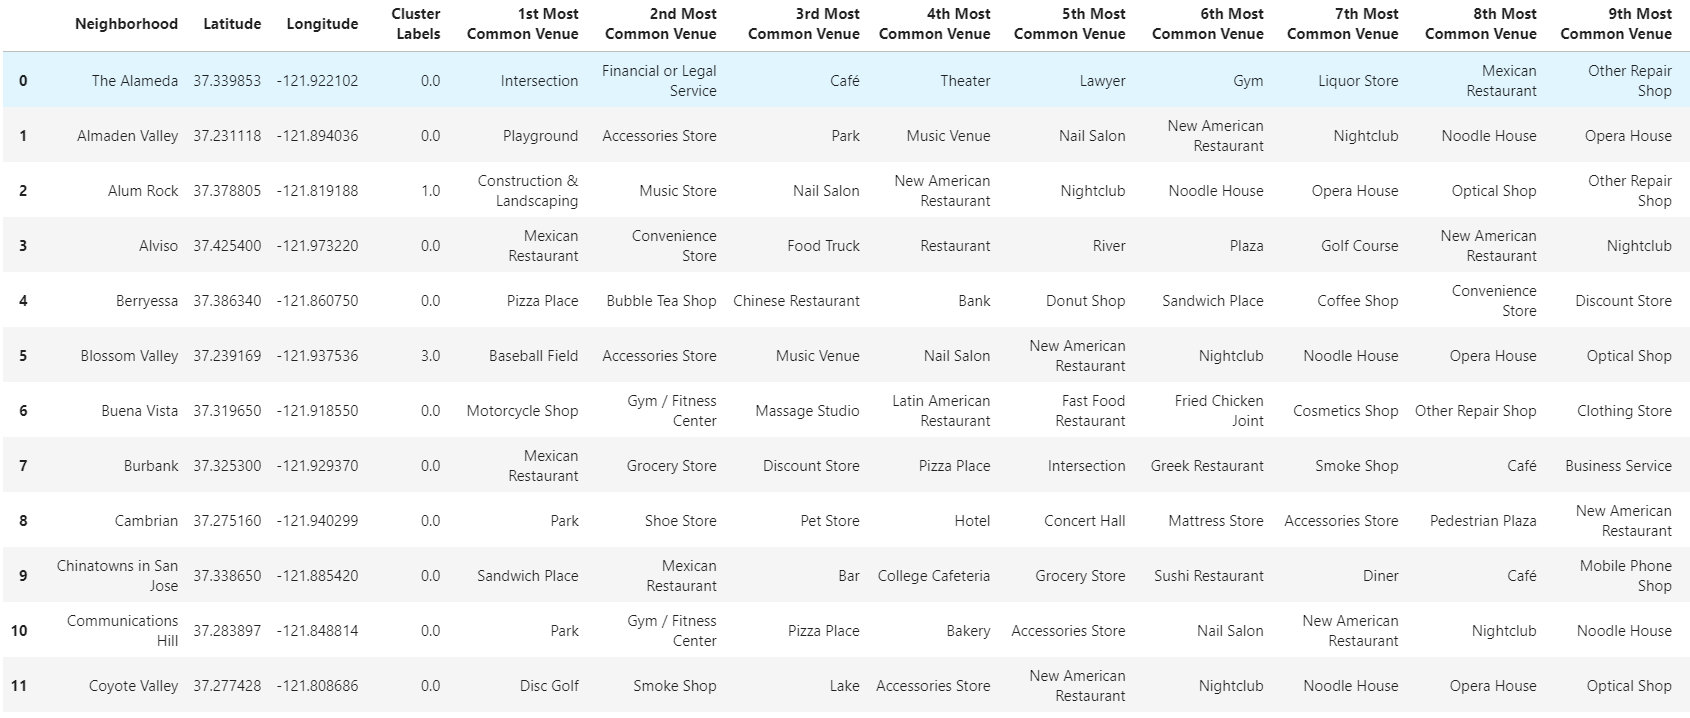 Neighborhood Latitude Longitude Cluster Labels 1st Most Common Venue 2nd Most Common Venue 3rd Most Common Venue 4th Most Common Venue 5th Most Common Venue 6th Most Common Venue 7th Most Common Venue 8th Most Common Venue 9th Most Common Venue
0 The Alameda 37.339853 -121.922102 0.0 Intersection Financial or Legal Service Café Theater Lawyer Gym Liquor Store Mexican Restaurant Other Repair Shop
1 Almaden Valley 37.231118 -121.894036 0.0 Playground Accessories Store Park Music Venue Nail Salon New American Restaurant Nightclub Noodle House Opera House
2 Alum Rock 37.378805 -121.819188 1.0 Construction & Landscaping Music Store Nail Salon New American Restaurant Nightclub Noodle House Opera House Optical Shop Other Repair Shop
3 Alviso 37.425400 -121.973220 0.0 Mexican Restaurant Convenience Store Food Truck Restaurant River Plaza Golf Course New American Restaurant Nightclub
4 Berryessa 37.386340 -121.860750 0.0 Pizza Place Bubble Tea Shop Chinese Restaurant Bank Donut Shop Sandwich Place Coffee Shop Convenience Store Discount Store
5 Blossom Valley 37.239169 -121.937536 3.0 Baseball Field Accessories Store Music Venue Nail Salon New American Restaurant Nightclub Noodle House Opera House Optical Shop
6 Buena Vista 37.319650 -121.918550 0.0 Motorcycle Shop Gym / Fitness Center Massage Studio Latin American Restaurant Fast Food Restaurant Fried Chicken Joint Cosmetics Shop Other Repair Shop Clothing Store
7 Burbank 37.325300 -121.929370 0.0 Mexican Restaurant Grocery Store Discount Store Pizza Place Intersection Greek Restaurant Smoke Shop Café Business Service
8 Cambrian 37.275160 -121.940299 0.0 Park Shoe Store Pet Store Hotel Concert Hall Mattress Store Accessories Store Pedestrian Plaza New American Restaurant
9 Chinatowns in San Jose 37.338650 -121.885420 0.0 Sandwich Place Mexican Restaurant Bar College Cafeteria Grocery Store Sushi Restaurant Diner Café Mobile Phone Shop
10 Communications Hill 37.283897 -121.848814 0.0 Park Gym / Fitness Center Pizza Place Bakery Accessories Store Nail Salon New American Restaurant Nightclub Noodle House
11 Coyote Valley 37.277428 -121.808686 0.0 Disc Golf Smoke Shop Lake Accessories Store New American Restaurant Nightclub Noodle House Opera House Optical Shop